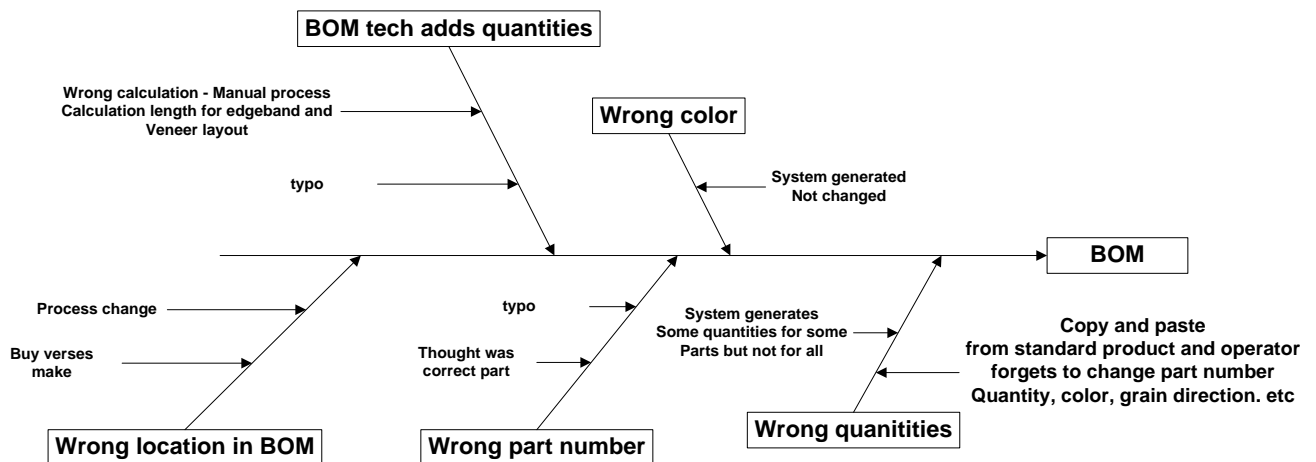 BOM tech adds quantities
Wrong calculation - Manual process
Calculation length for edgeband and
Veneer layout
typo
Wrong color
System generated
Not changed
BOM
Process change
Buy verses
make
Wrong location in BOM
typo
Thought was
correct part
Wrong part number
System generates
Some quantities for some
Parts but not for all
Copy and paste
from standard product and operator
forgets to change part number
Quantity, color, grain direction. etc
Wrong quanitities